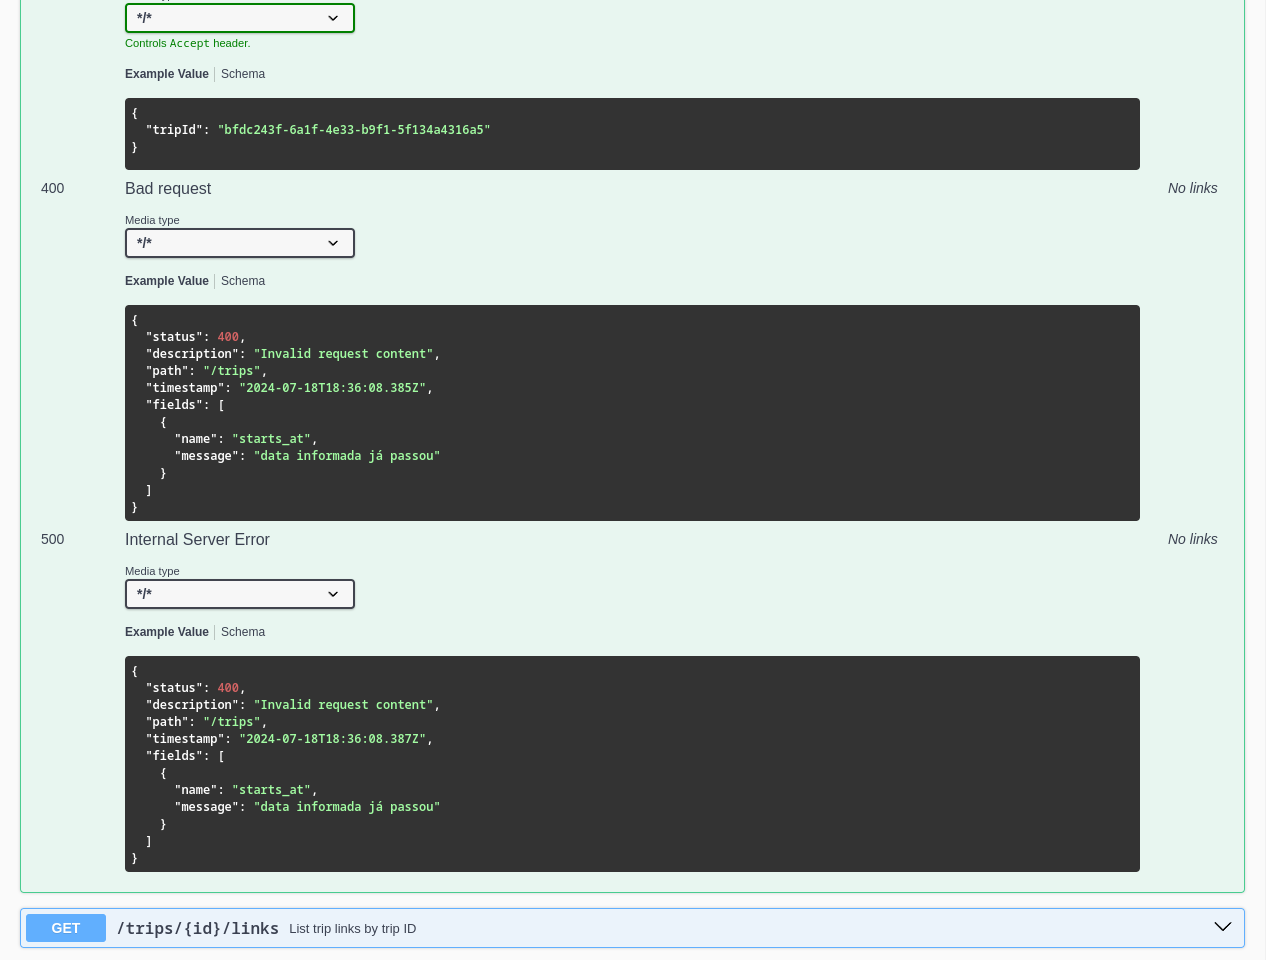 */*
Controls Accept header.
Example Value Schema
{
  "tripId": "bfdc243f-6a1f-4e33-b9f1-5f134a4316a5"
}
400 Bad request No links
Media type
*/*
Example Value Schema
{
  "status": 400,
  "description": "Invalid request content",
  "path": "/trips",
  "timestamp": "2024-07-18T18:36:08.385Z",
  "fields": [
    {
      "name": "starts_at",
      "message": "data informada já passou"
    }
  ]
}
500 Internal Server Error No links
Media type
*/*
Example Value Schema
{
  "status": 400,
  "description": "Invalid request content",
  "path": "/trips",
  "timestamp": "2024-07-18T18:36:08.387Z",
  "fields": [
    {
      "name": "starts_at",
      "message": "data informada já passou"
    }
  ]
}
GET /trips/{id}/links List trip links by trip ID